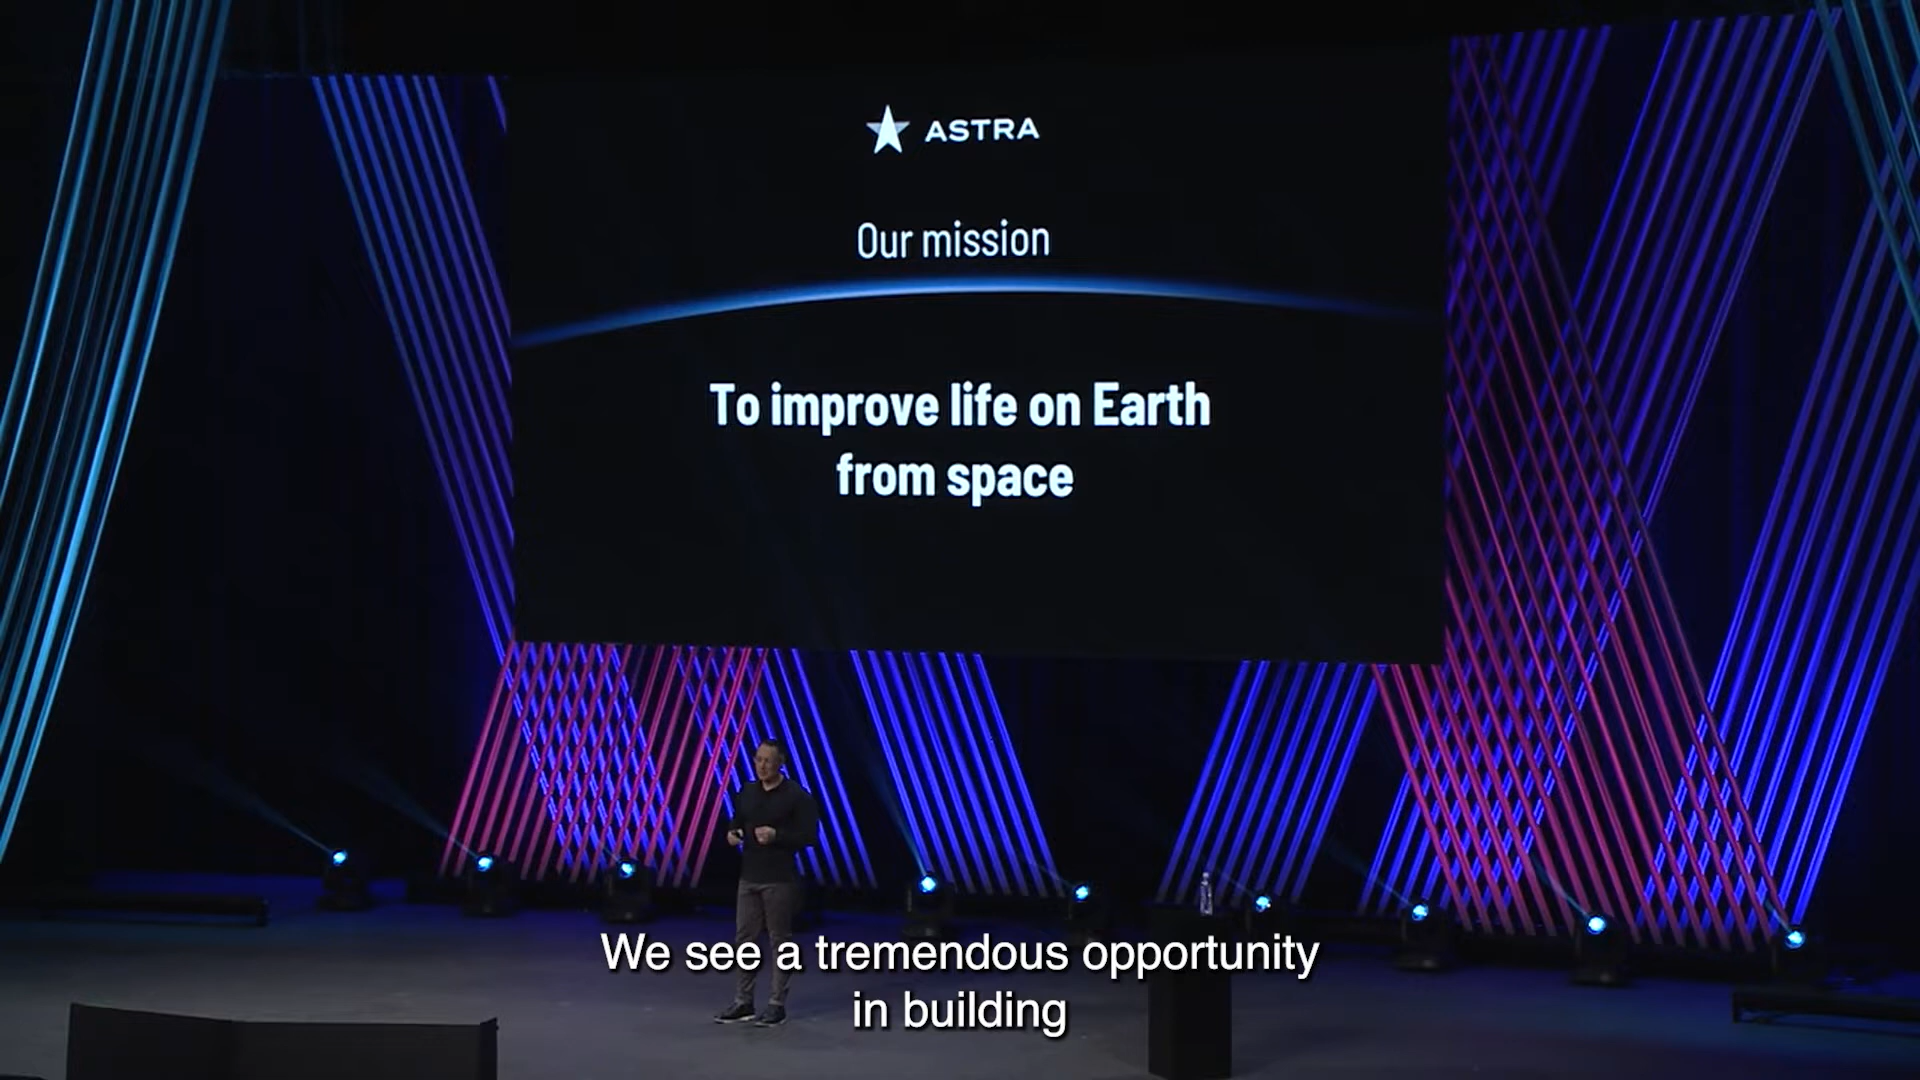 ASTRA
Our mission
To improve life on Earth
from space
We see a tremendous opportunity
in building